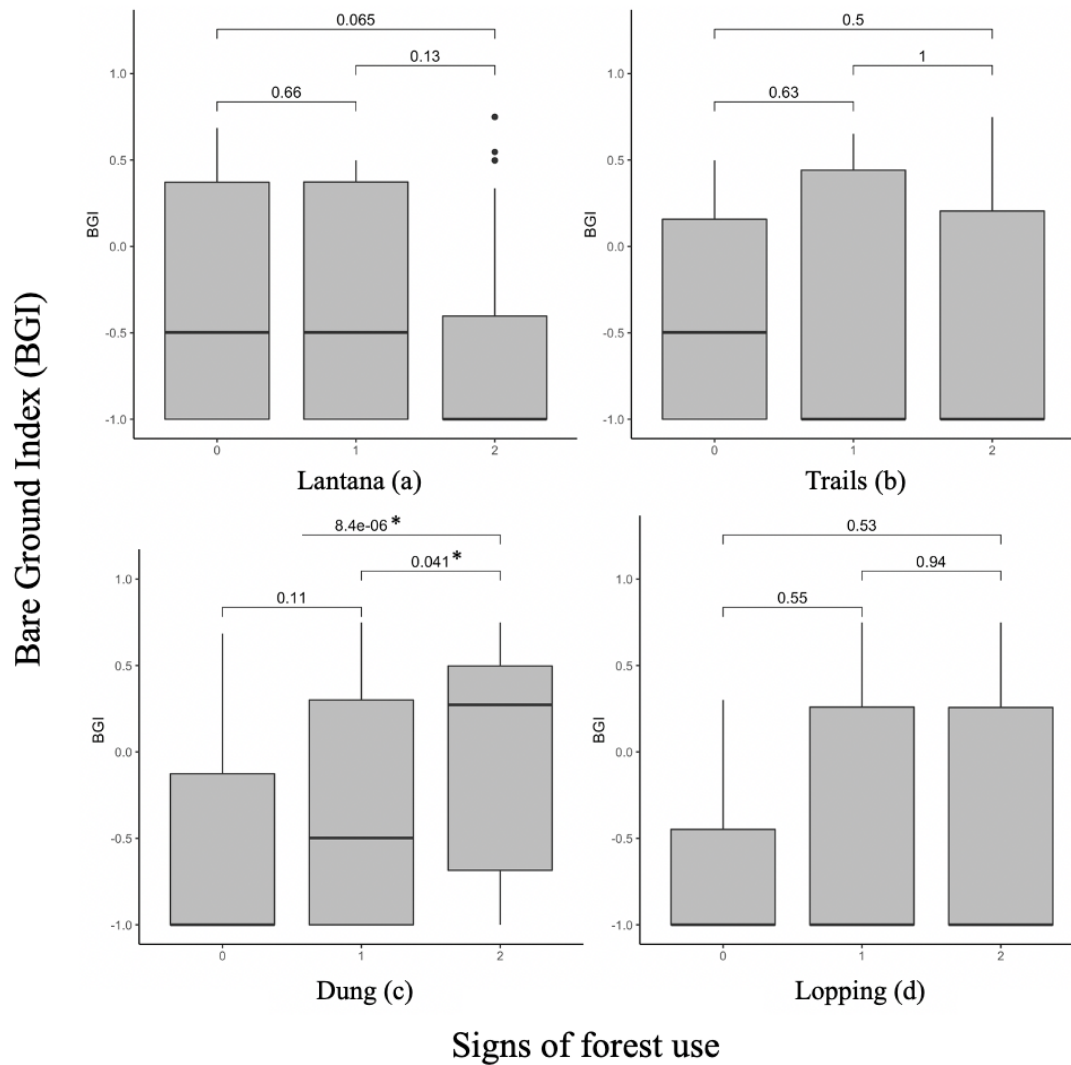 Bare Ground Index (BGI)
0.065
0.13
0.66
1.0
0.5
0.0
-0.5
-1.0
BGI
0 1 2
Lantana (a)
0.5
1
0.63
1.0
0.5
0.0
-0.5
-1.0
BGI
0 1 2
Trails (b)
8.4e-06 *
0.041 *
0.11
1.0
0.5
0.0
-0.5
-1.0
BGI
0 1 2
Dung (c)
0.53
0.94
0.55
1.0
0.5
0.0
-0.5
-1.0
BGI
0 1 2
Lopping (d)
Signs of forest use